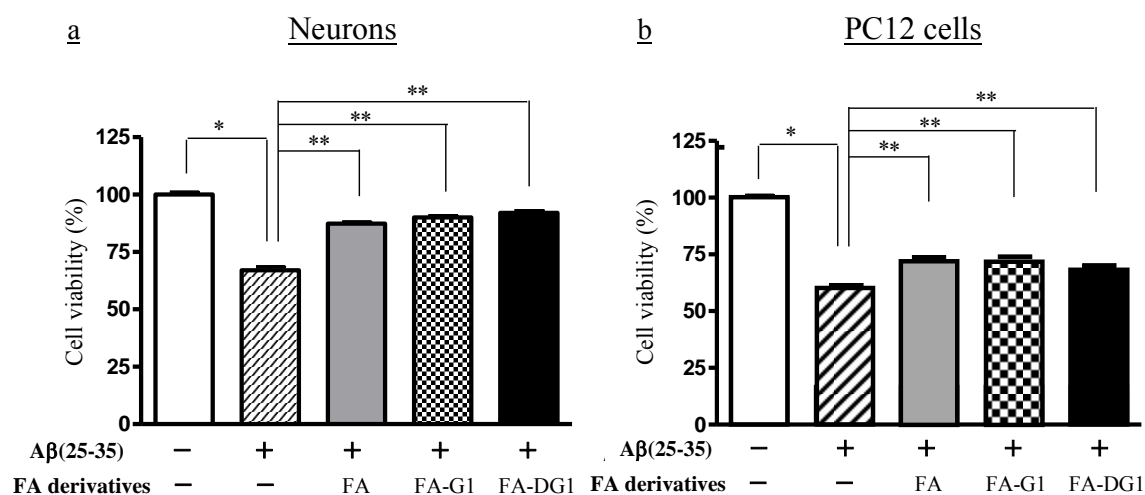 a Neurons
** 
** 
* 
**
125
100
75
50
25
0
Cell viability (%)
Aβ(25-35) − + + + +
FA derivatives − − FA FA-G1 FA-DG1
b PC12 cells
**
**
*
**
125
100
75
50
25
0
Cell viability (%)
Aβ(25-35) − + + + +
FA derivatives − − FA FA-G1 FA-DG1